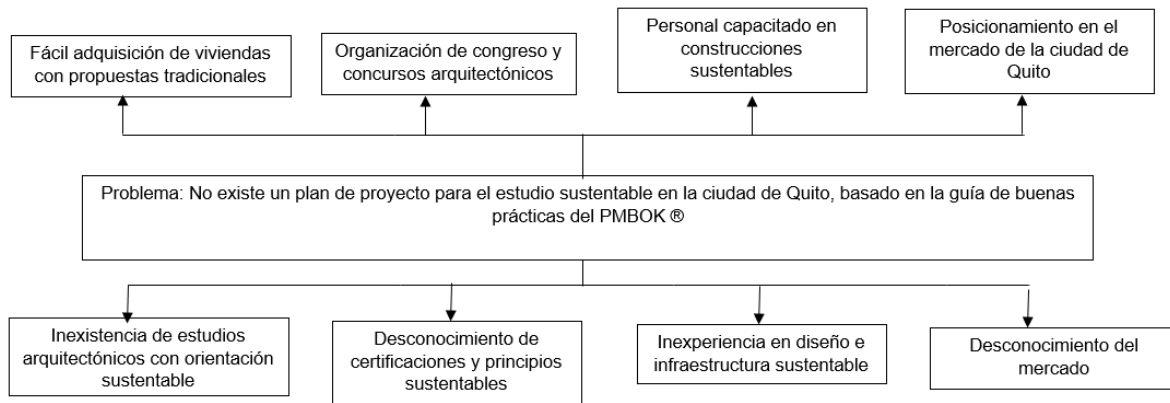 Fácil adquisición de viviendas
con propuestas tradicionales
Organización de congreso y
concursos arquitectónicos
Personal capacitado en
construcciones
sustentables
Posicionamiento en el
mercado de la ciudad de
Quito
Problema: No existe un plan de proyecto para el estudio sustentable en la ciudad de Quito, basado en la guía de buenas
prácticas del PMBOK ®
Inexistencia de estudios
arquitectónicos con orientación
sustentable
Desconocimiento de
certificaciones y principios
sustentables
Inexperiencia en diseño e
infraestructura sustentable
Desconocimiento del
mercado